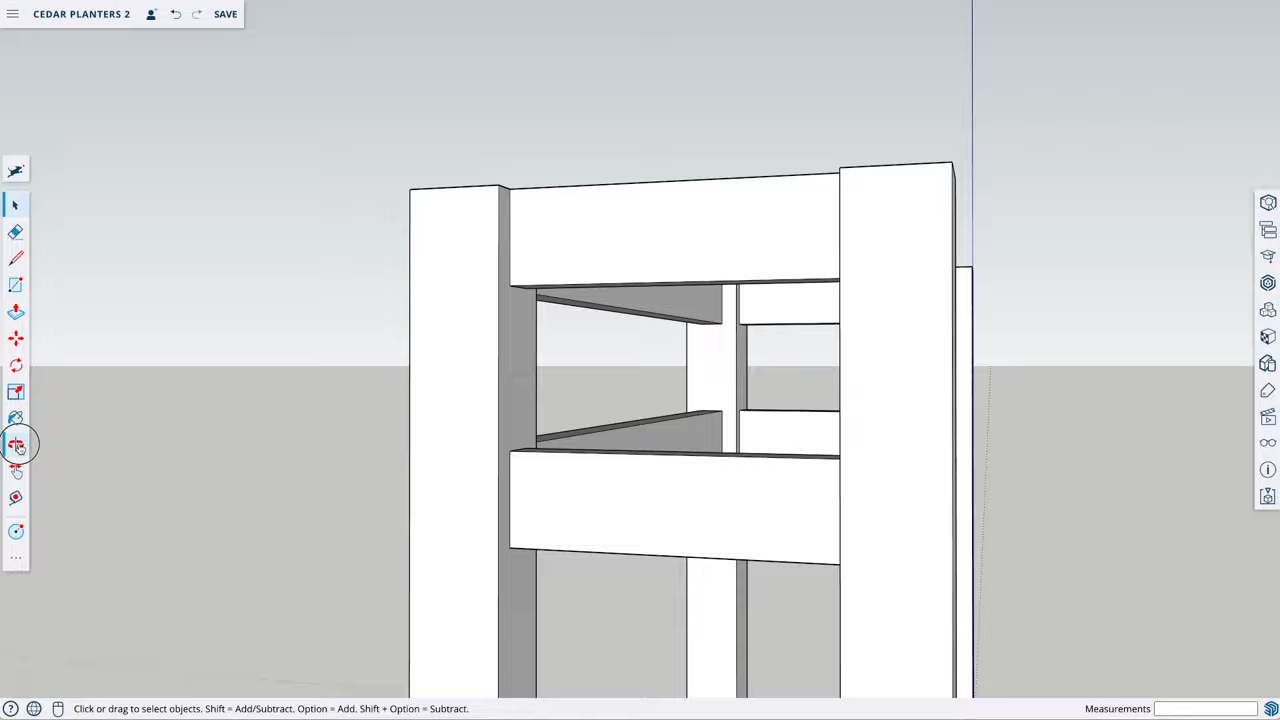 CEDAR PLANTERS 2
SAVE
Click or drag to select objects. Shift = Add/Subtract. Option = Add. Shift + Option = Subtract.
Measurements